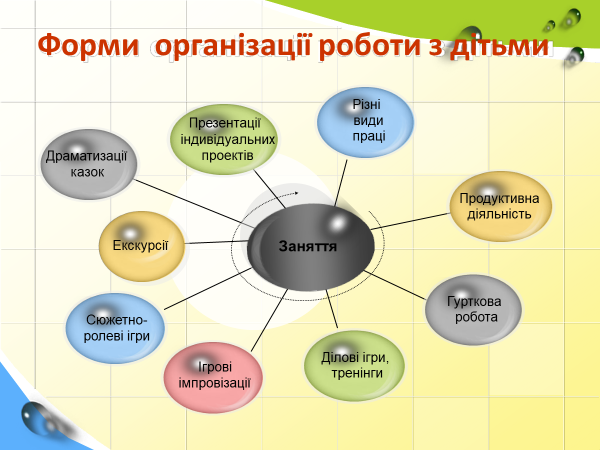 Форми організації роботи з дітьми
Різні
види
праці
Презентації
індивідуальних
проектів
Драматизації
казок
Продуктивна
діяльність
Екскурсії
Заняття
Гурткова
робота
Сюжетно-
ролеві ігри
Ігрові
імпровізації
Ділові ігри,
тренінги